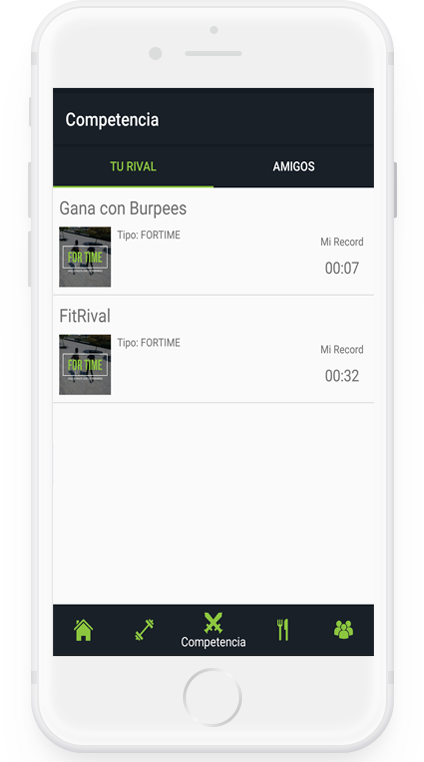 Competencia
TU RIVAL
AMIGOS
Gana con Burpees
FOR TIME
Tipo: FORTIME
Mi Record
00:07
FitRival
FOR TIME
Tipo: FORTIME
Mi Record
00:32
Competencia